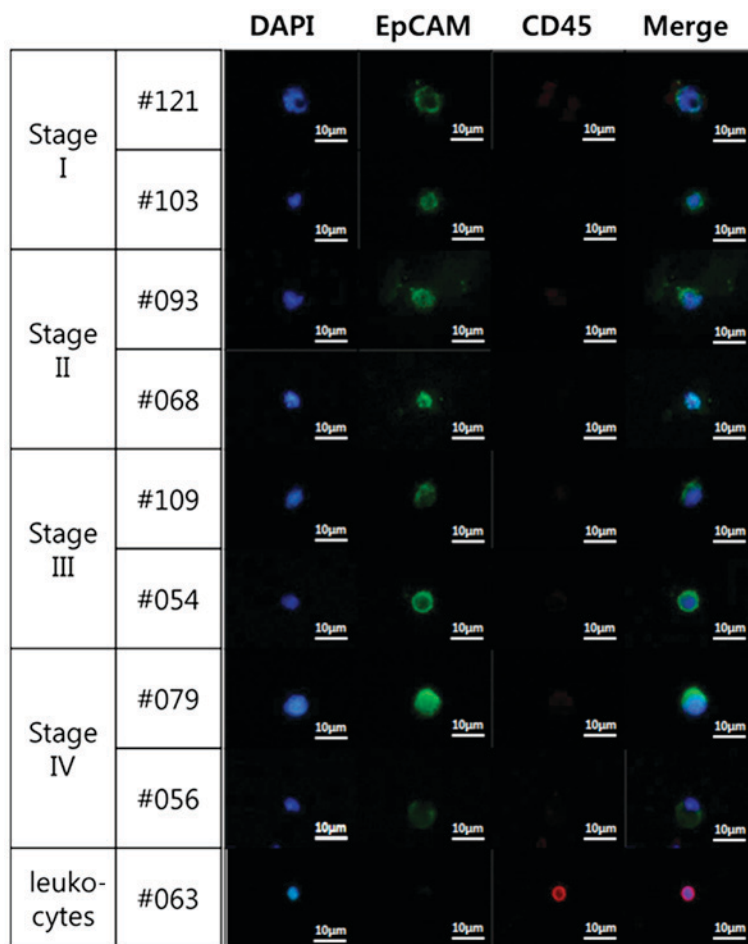 DAPI EpCAM CD45 Merge
Stage I
#121
10µm 10µm 10µm 10µm
#103
10µm 10µm 10µm 10µm
Stage II
#093
10µm 10µm 10µm 10µm
#068
10µm 10µm 10µm 10µm
Stage III
#109
10µm 10µm 10µm 10µm
#054
10µm 10µm 10µm 10µm
Stage IV
#079
10µm 10µm 10µm 10µm
#056
10µm 10µm 10µm 10µm
leuko-
cytes
#063
10µm 10µm 10µm 10µm